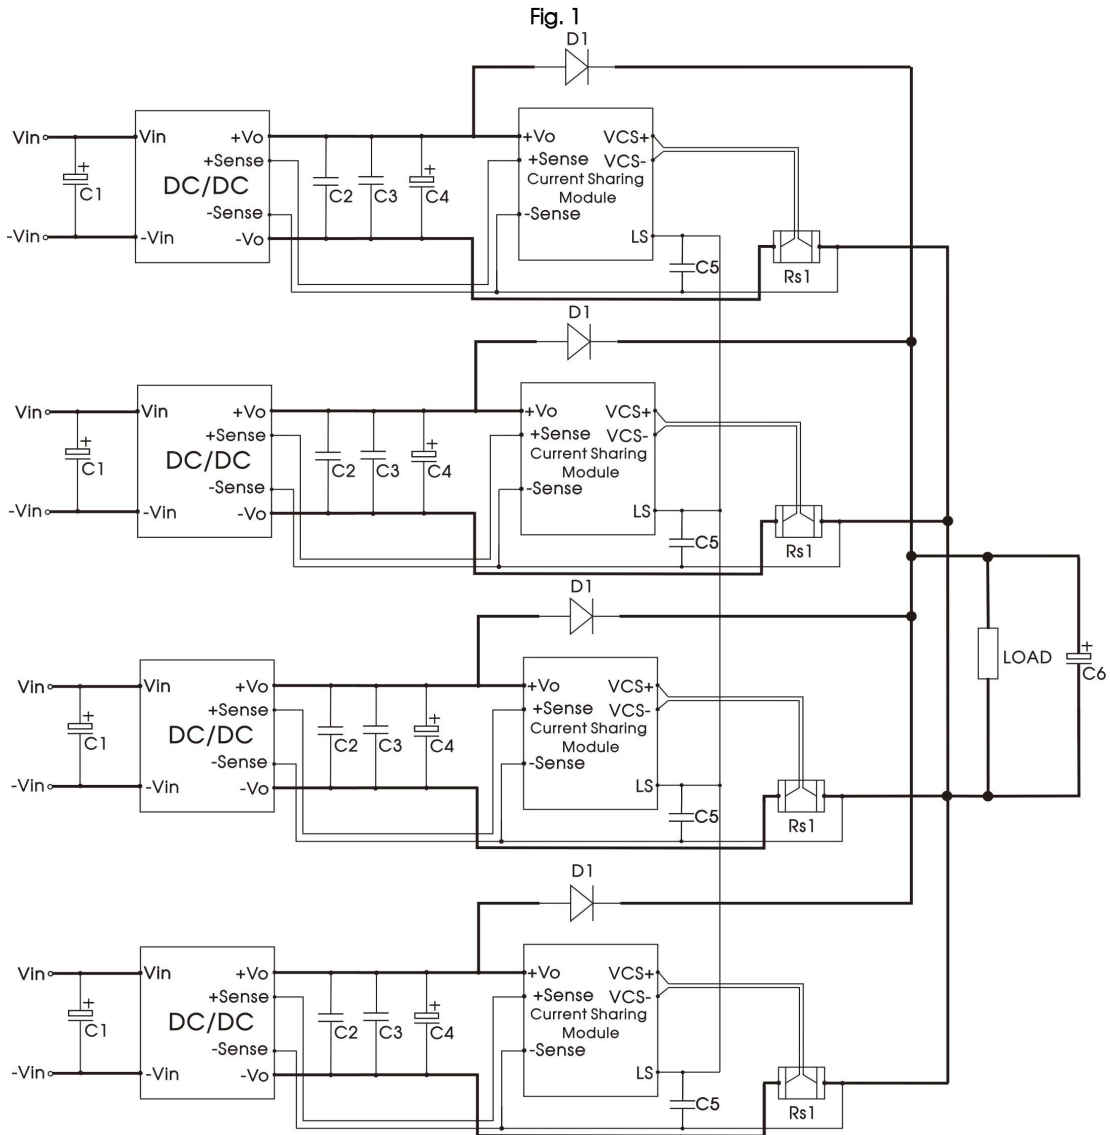 Fig. 1
D1
Vin
Vin
+Vo
+Vo
VCS+
+Sense
+Sense
VCS-
DC/DC
Current Sharing
Module
C1
C2
C3
C4
-Sense
-Sense
-Vin
-Vin
-Vo
LS
C5
Rs1
D1
Vin
Vin
+Vo
+Vo
VCS+
+Sense
+Sense
VCS-
DC/DC
Current Sharing
Module
C1
C2
C3
C4
-Sense
-Sense
-Vin
-Vin
-Vo
LS
C5
Rs1
D1
LOAD
C6
Vin
Vin
+Vo
+Vo
VCS+
+Sense
+Sense
VCS-
DC/DC
Current Sharing
Module
C1
C2
C3
C4
-Sense
-Sense
-Vin
-Vin
-Vo
LS
C5
Rs1
D1
Vin
Vin
+Vo
+Vo
VCS+
+Sense
+Sense
VCS-
DC/DC
Current Sharing
Module
C1
C2
C3
C4
-Sense
-Sense
-Vin
-Vin
-Vo
LS
C5
Rs1